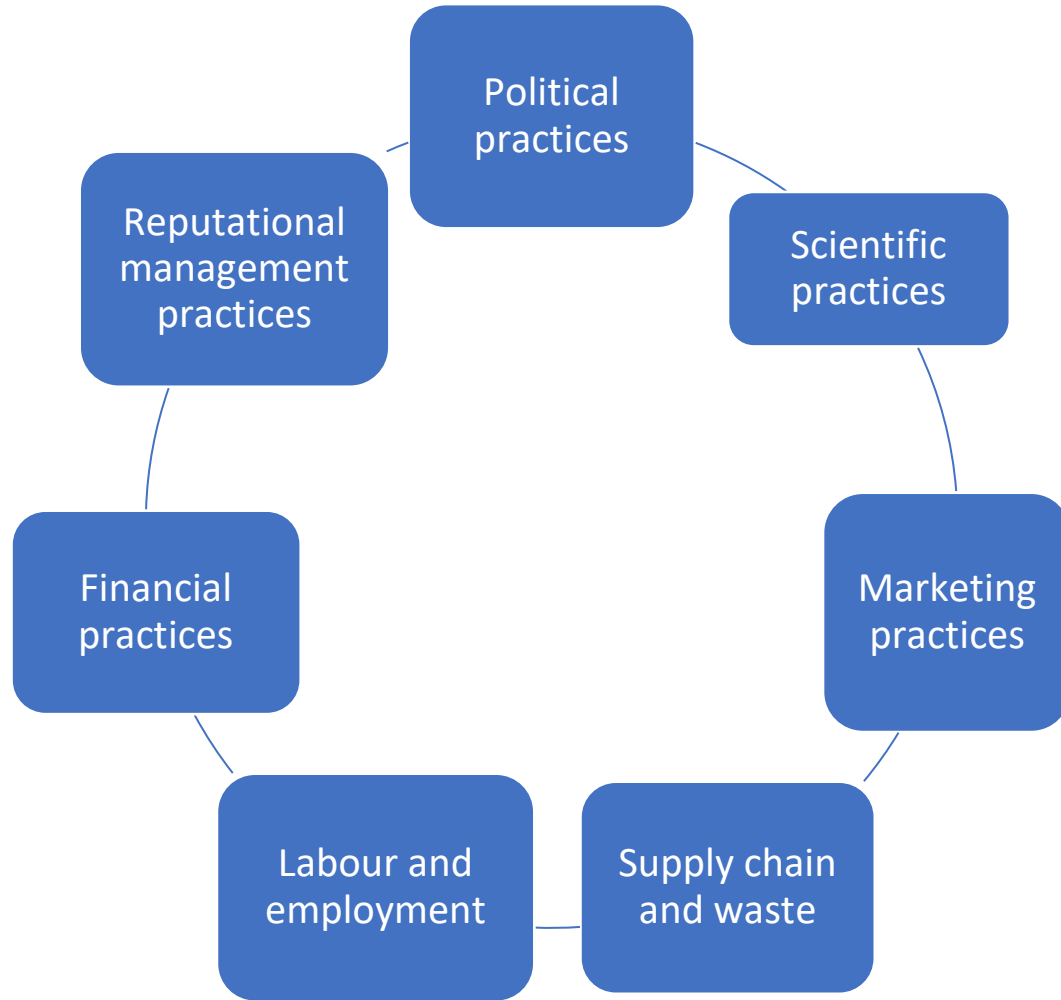 Political
practices
Scientific
practices
Marketing
practices
Supply chain
and waste
Labour and
employment
Financial
practices
Reputational
management
practices